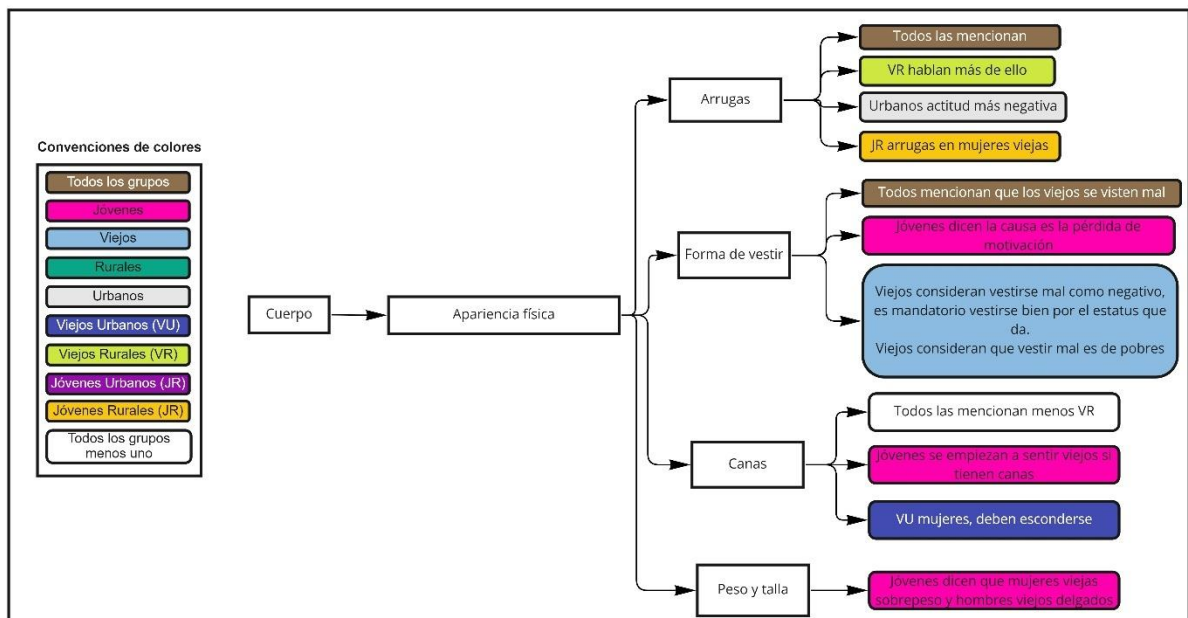 Convenciones de colores
Todos los grupos
Jóvenes
Viejos
Rurales
Urbanos
Viejos Urbanos (VU)
Viejos Rurales (VR)
Jóvenes Urbanos (JR)
Jóvenes Rurales (JR)
Todos los grupos
menos uno
Cuerpo
Apariencia física
Arrugas
Todos las mencionan
VR hablan más de ello
Urbanos actitud más negativa
JR arrugas en mujeres viejas
Forma de vestir
Todos mencionan que los viejos se visten mal
Jóvenes dicen la causa es la pérdida de
motivación
Viejos consideran vestirse mal como negativo,
es mandatorio vestirse bien por el estatus que
da.
Viejos consideran que vestir mal es de pobres
Canas
Todos las mencionan menos VR
Jóvenes se empiezan a sentir viejos si
tienen canas
VU mujeres, deben esconderse
Peso y talla
Jóvenes dicen que mujeres viejas
sobrepeso y hombres viejos delgados